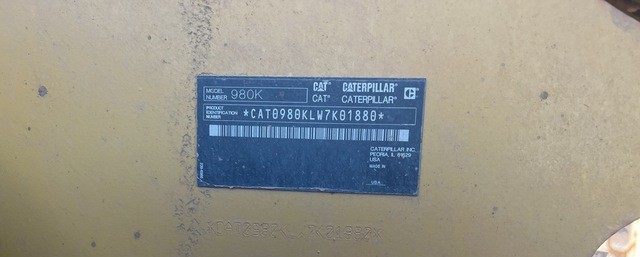 MODEL NUMBER 980K
CAT CATERPILLAR
CAT® CATERPILLAR®
PRODUCT IDENTIFICATION NUMBER *CAT0980KLW7K01880*
CATERPILLAR INC.
PEORIA, IL 61629
USA
MADE IN
USA